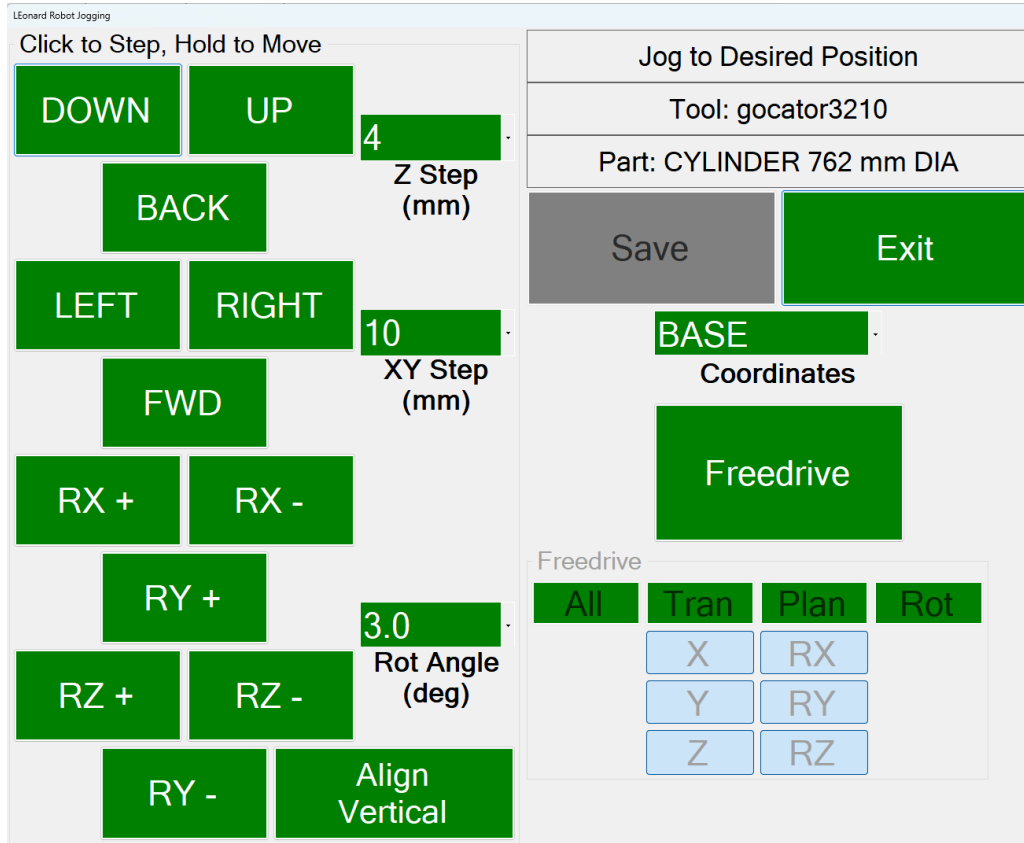 LEonard Robot Jogging
Click to Step, Hold to Move
DOWN
UP
4
Z Step
(mm)
BACK
LEFT
RIGHT
10
XY Step
(mm)
FWD
RX +
RX -
RY +
3.0
Rot Angle
(deg)
RZ +
RZ -
RY -
Align
Vertical
Jog to Desired Position
Tool: gocator3210
Part: CYLINDER 762 mm DIA
Save
Exit
BASE
Coordinates
Freedrive
Freedrive
All
Tran
Plan
Rot
X
RX
Y
RY
Z
RZ